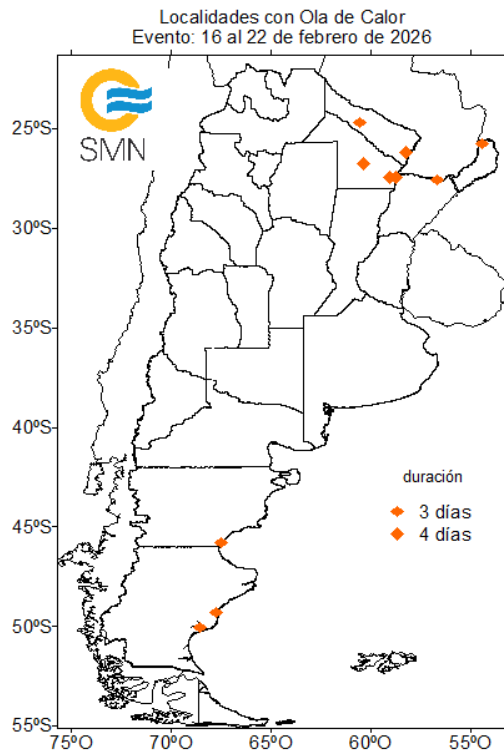 Localidades con Ola de Calor
Evento: 16 al 22 de febrero de 2026
SMN
25ºS
30ºS
35ºS
40ºS
45ºS
50ºS
55ºS
duración
3 días
4 días
75ºO
70ºO
65ºO
60ºO
55ºO